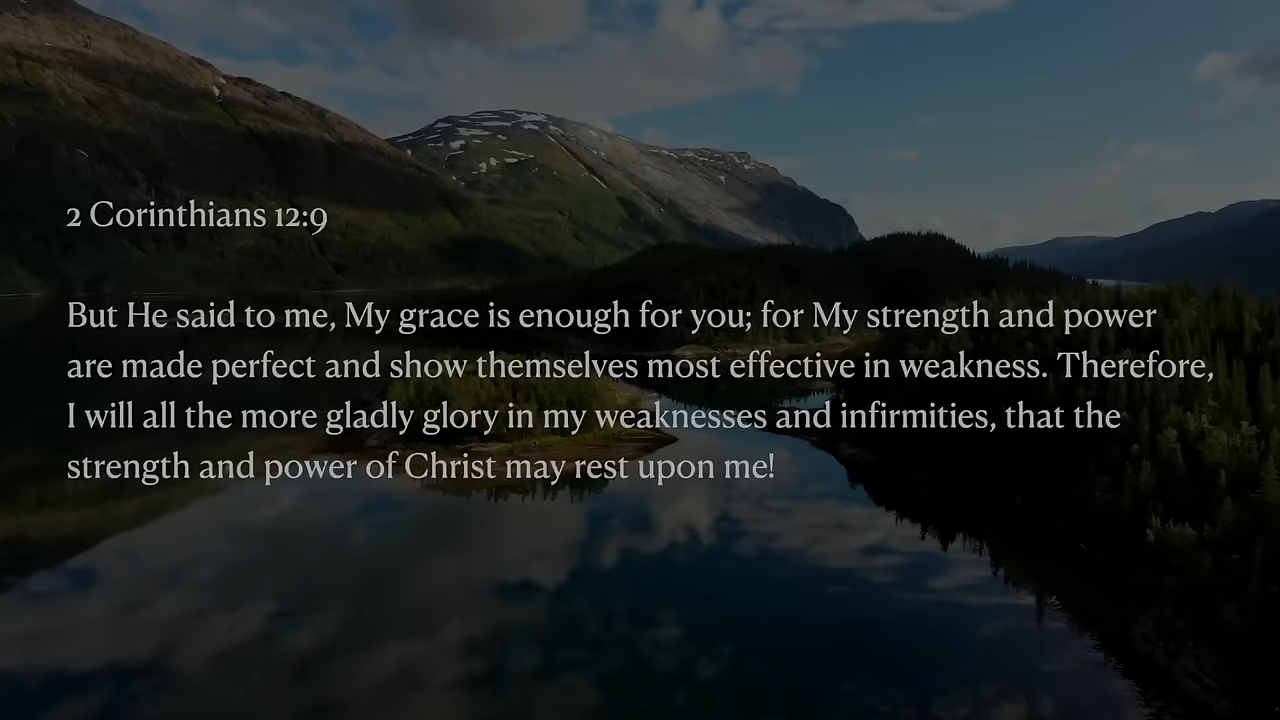 2 Corinthians 12:9
But He said to me, My grace is enough for you; for My strength and power
are made perfect and show themselves most effective in weakness. Therefore,
I will all the more gladly glory in my weaknesses and infirmities, that the
strength and power of Christ may rest upon me!